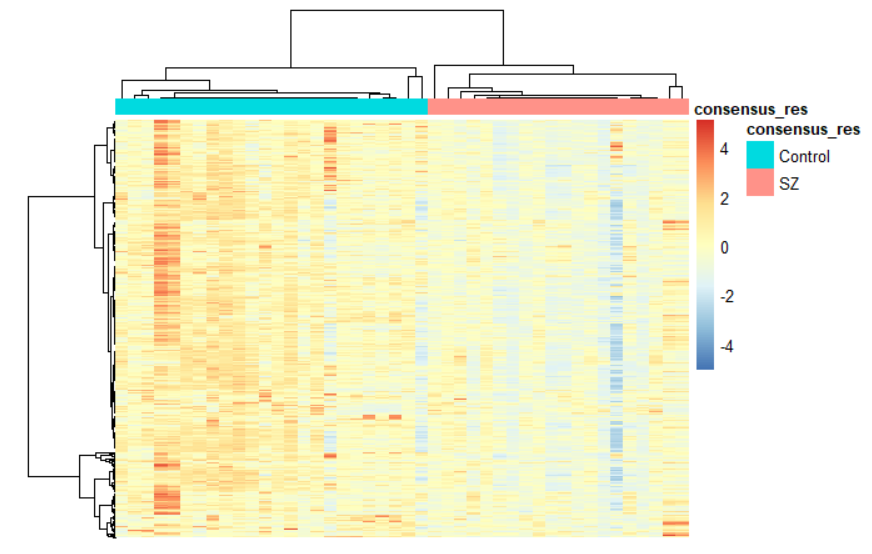 consensus_res
consensus_res
4
Control
2
SZ
0
-2
-4